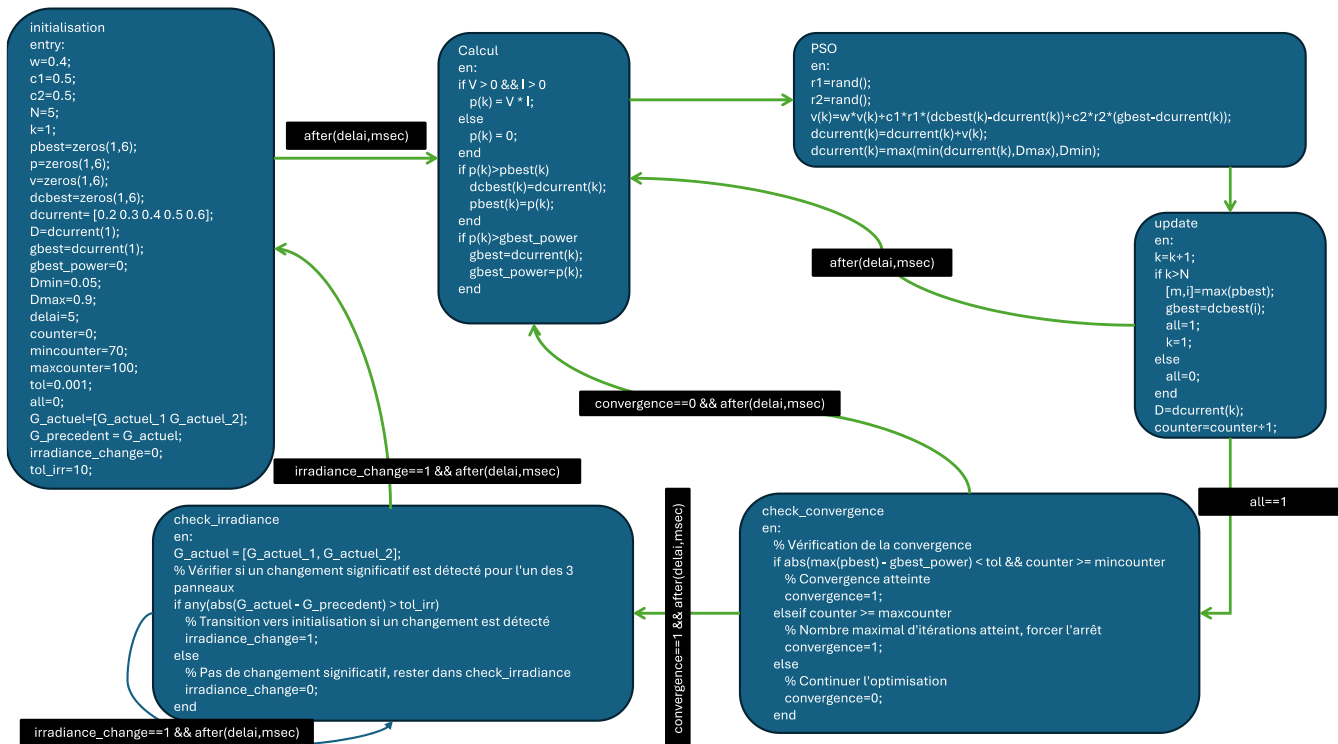 initialisation
entry:
w=0.4;
c1=0.5;
c2=0.5;
N=5;
k=1;
pbest=zeros(1,6);
p=zeros(1,6);
v=zeros(1,6);
dcbest=zeros(1,6);
dcurrent= [0.2 0.3 0.4 0.5 0.6];
D=dcurrent(1);
gbest=dcurrent(1);
gbest_power=0;
Dmin=0.05;
Dmax=0.9;
delai=5;
counter=0;
mincounter=70;
maxcounter=100;
tol=0.001;
all=0;
G_actuel=[G_actuel_1 G_actuel_2];
G_precedent = G_actuel;
irradiance_change=0;
tol_irr=10;
after(delai,msec)
Calcul
en:
if V > 0 && I > 0
p(k) = V * I;
else
p(k) = 0;
end
if p(k)>pbest(k)
dcbest(k)=dcurrent(k);
pbest(k)=p(k);
end
if p(k)>gbest_power
gbest=dcurrent(k);
gbest_power=p(k);
end
PSO
en:
r1=rand();
r2=rand();
v(k)=w*v(k)+c1*r1*(dcbest(k)-dcurrent(k))+c2*r2*(gbest-dcurrent(k));
dcurrent(k)=dcurrent(k)+v(k);
dcurrent(k)=max(min(dcurrent(k),Dmax),Dmin);
update
en:
k=k+1;
if k>N
[m,i]=max(pbest);
gbest=dcbest(i);
all=1;
k=1;
else
all=0;
end
D=dcurrent(k);
counter=counter+1;
after(delai,msec)
convergence==0 && after(delai,msec)
all==1
irradiance_change==1 && after(delai,msec)
check_convergence
en:
% Vérification de la convergence
if abs(max(pbest) - gbest_power) < tol && counter >= mincounter
% Convergence atteinte
convergence=1;
elseif counter >= maxcounter
% Nombre maximal d'itérations atteint, forcer l'arrêt
convergence=1;
else
% Continuer l'optimisation
convergence=0;
end
convergence==1 && after(delai,msec)
check_irradiance
en:
G_actuel = [G_actuel_1, G_actuel_2];
% Vérifier si un changement significatif est détecté pour l'un des 3
panneaux
if any(abs(G_actuel - G_precedent) > tol_irr)
% Transition vers initialisation si un changement est détecté
irradiance_change=1;
else
% Pas de changement significatif, rester dans check_irradiance
irradiance_change=0;
end
irradiance_change==1 && after(delai,msec)